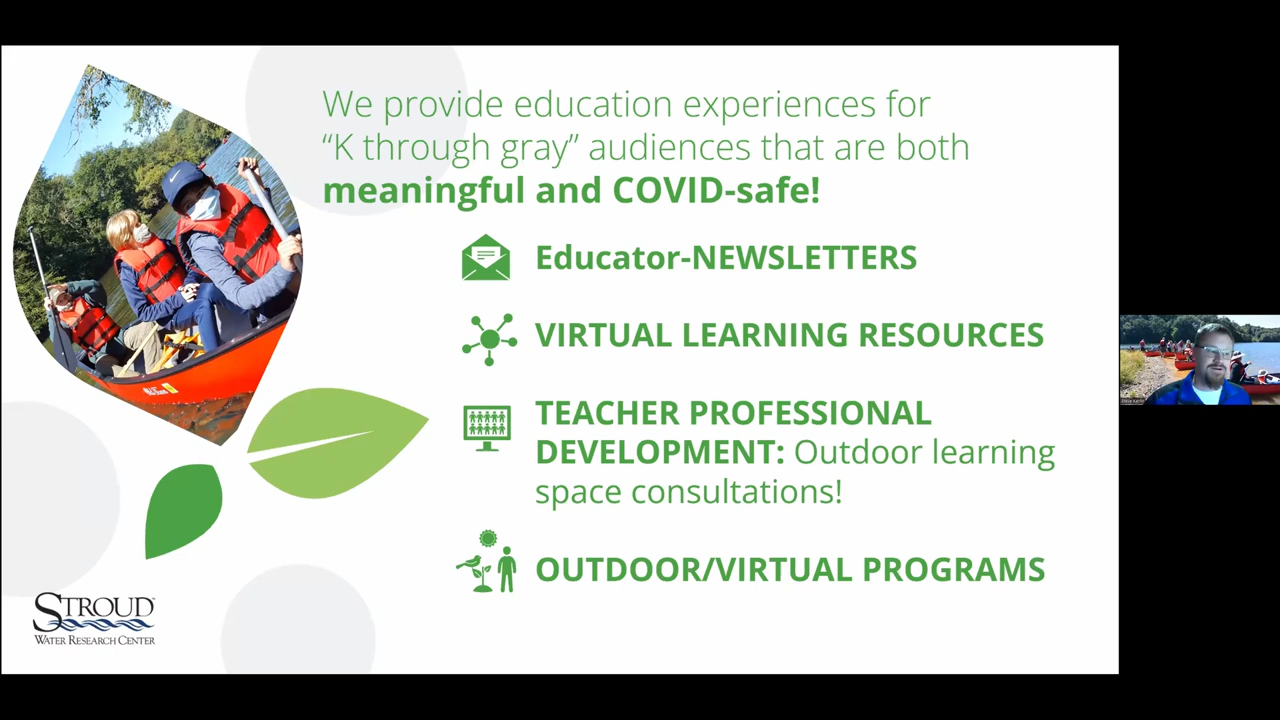 We provide education experiences for
“K through gray” audiences that are both
meaningful and COVID-safe!
Educator-NEWSLETTERS
VIRTUAL LEARNING RESOURCES
TEACHER PROFESSIONAL
DEVELOPMENT: Outdoor learning
space consultations!
OUTDOOR/VIRTUAL PROGRAMS
STROUD™
WATER RESEARCH CENTER